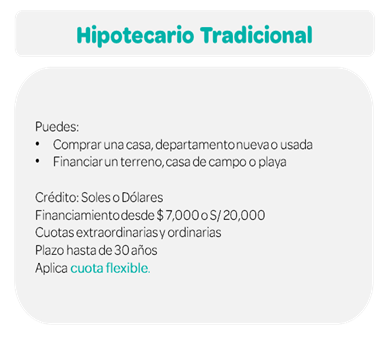 Hipotecario Tradicional
Puedes:
• Comprar una casa, departamento nueva o usada
• Financiar un terreno, casa de campo o playa
Crédito: Soles o Dólares
Financiamiento desde $ 7,000 o S/ 20,000
Cuotas extraordinarias y ordinarias
Plazo hasta de 30 años
Aplica cuota flexible.